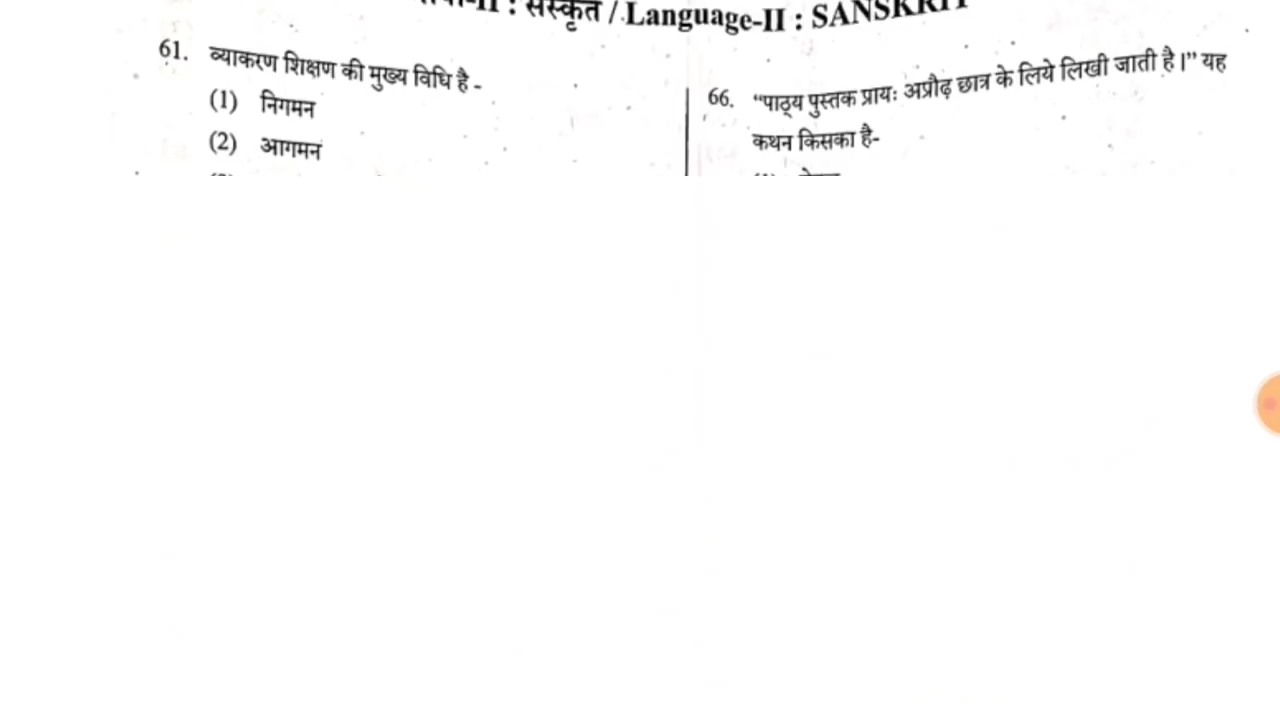 : संस्कृत / Language-II : SANSKRIT
61. व्याकरण शिक्षण की मुख्य विधि है -
(1) निगमन
(2) आगमन
66. “पाठ्य पुस्तक प्रायः अप्रौढ़ छात्र के लिये लिखी जाती है।” यह
कथन किसका है-